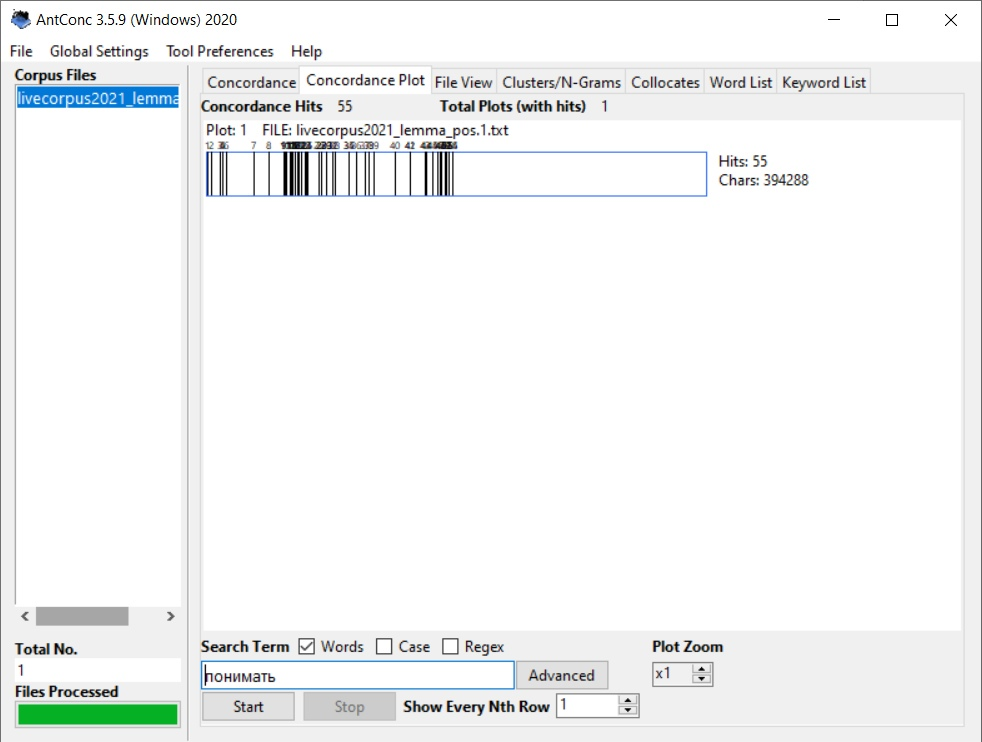 AntConc 3.5.9 (Windows) 2020
File Global Settings Tool Preferences Help
Corpus Files
livecorpus2021_lemma
Concordance Concordance Plot File View Clusters/N-Grams Collocates Word List Keyword List
Concordance Hits 55 Total Plots (with hits) 1
Plot: 1 FILE: livecorpus2021_lemma_pos.1.txt
7 8 40
Hits: 55
Chars: 394288
Total No.
1
Files Processed
Search Term Words Case Regex Plot Zoom
понимать Advanced x1
Start Stop Show Every Nth Row 1